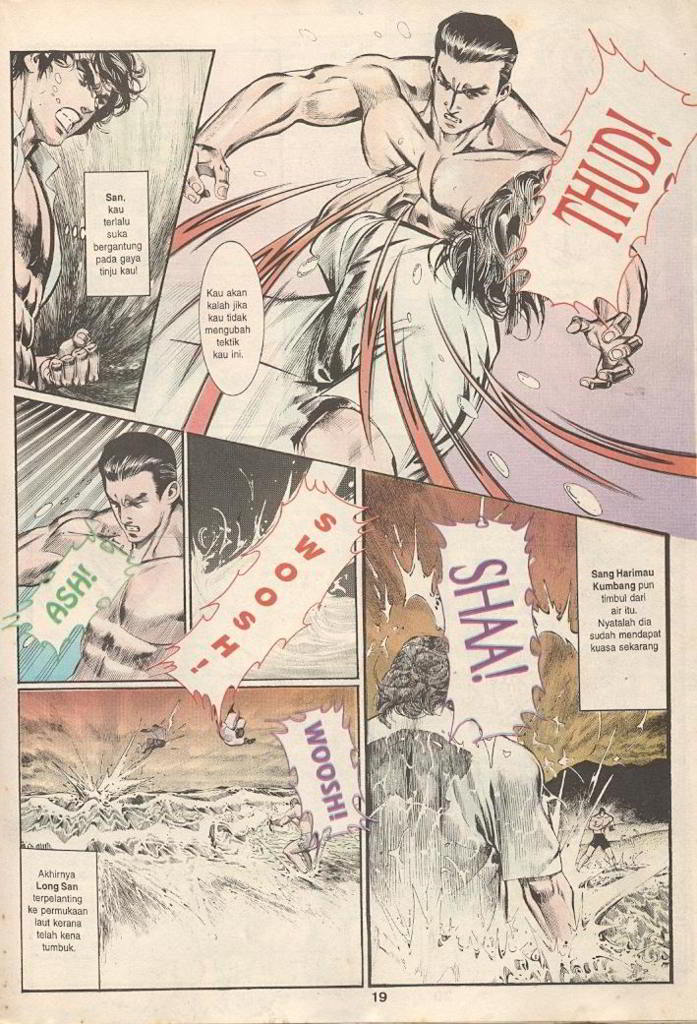 San,
kau
terlalu
suka
bergantung
pada gaya
tinju kau!
THUD!
Kau akan
kalah jika
kau tidak
mengubah
tektik
kau ini.
ASH!
SWOOSH!
SHAA!
Sang Harimau
Kumbang pun
timbul dari
air itu.
Nyatalah dia
sudah mendapat
kuasa sekarang
WOOSH!
Akhirnya
Long San
terpelanting
ke permukaan
laut kerana
telah kena
tumbuk.
19